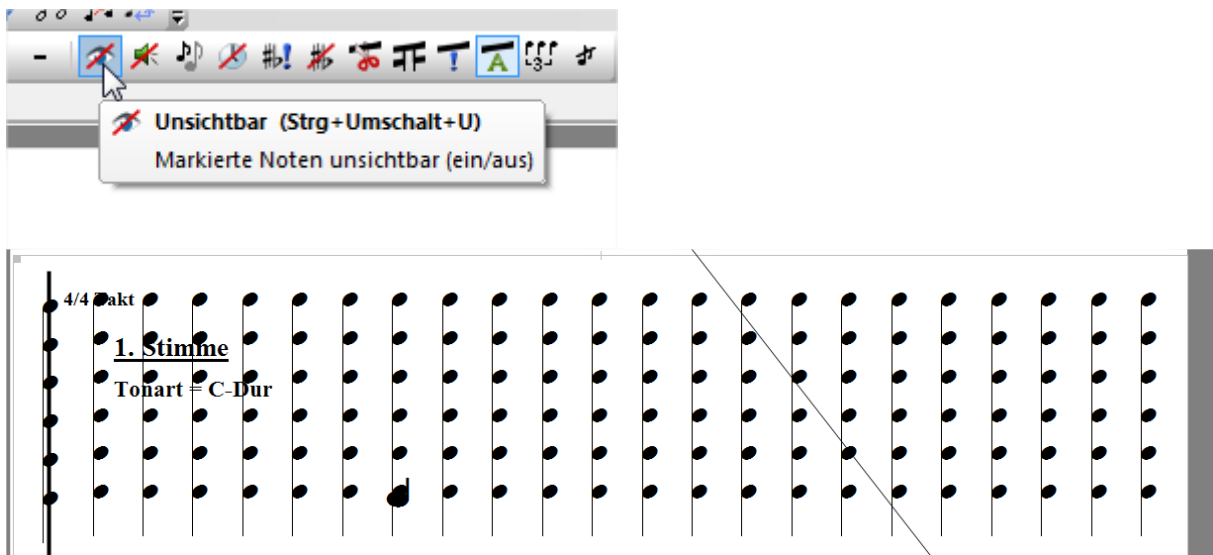 Unsichtbar (Strg+Umschalt+U)
Markierte Noten unsichtbar (ein/aus)
4/4 Takt
1. Stimme
Tonart = C-Dur